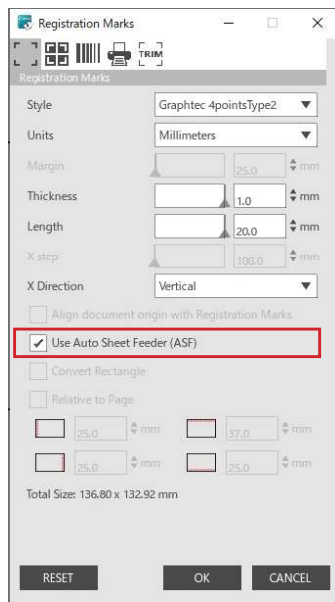 Registration Marks
TRIM
Registration Marks
Style Graphtec 4pointsType2
Units Millimeters
Margin 25.0 mm
Thickness 1.0 mm
Length 20.0 mm
X step 100.0 mm
X Direction Vertical
Align document origin with Registration Marks
Use Auto Sheet Feeder (ASF)
Convert Rectangle
Relative to Page
25.0 mm 37.0 mm
25.0 mm 25.0 mm
Total Size: 136.80 x 132.92 mm
RESET OK CANCEL